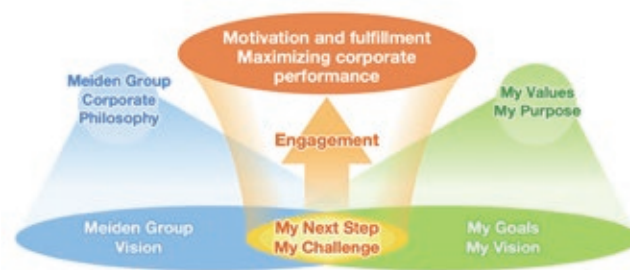 Motivation and fulfillment
Maximizing corporate
performance
Meiden Group
Corporate
Philosophy
My Values
My Purpose
Engagement
Meiden Group
Vision
My Next Step
My Challenge
My Goals
My Vision